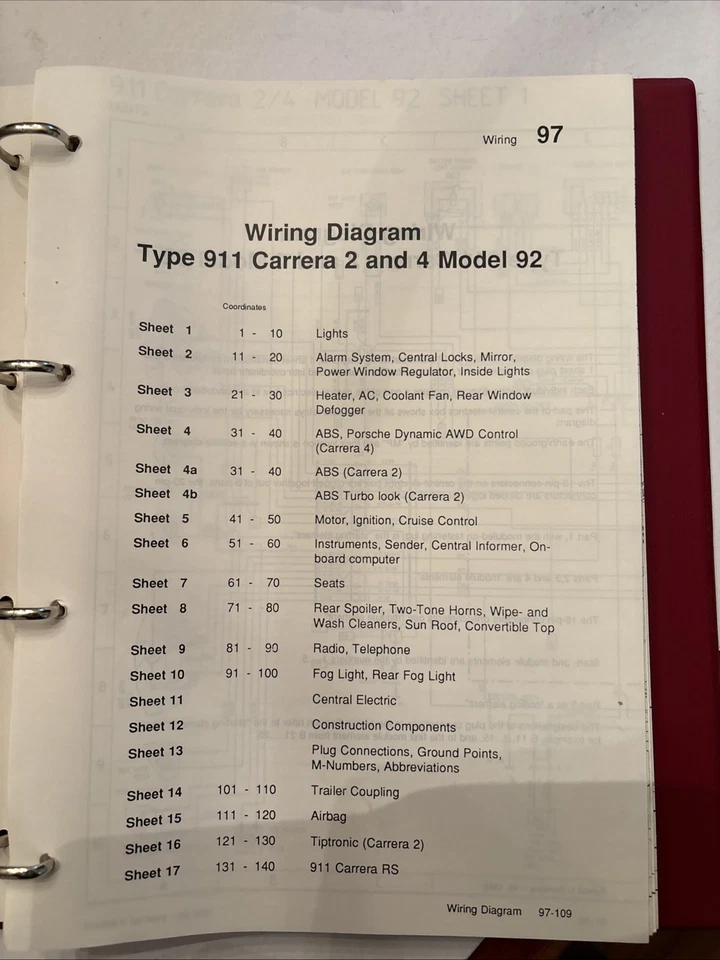 911 Carrera 2/4 MODEL 92 SHEET 1
Wiring 97
Wiring Diagram
Type 911 Carrera 2 and 4 Model 92
Coordinates
Sheet 1 1 - 10 Lights
Sheet 2 11 - 20 Alarm System, Central Locks, Mirror,
Power Window Regulator, Inside Lights
Sheet 3 21 - 30 Heater, AC, Coolant Fan, Rear Window
Defogger
Sheet 4 31 - 40 ABS, Porsche Dynamic AWD Control
(Carrera 4)
Sheet 4a 31 - 40 ABS (Carrera 2)
Sheet 4b ABS Turbo look (Carrera 2)
Sheet 5 41 - 50 Motor, Ignition, Cruise Control
Sheet 6 51 - 60 Instruments, Sender, Central Informer, On-
board computer
Sheet 7 61 - 70 Seats
Sheet 8 71 - 80 Rear Spoiler, Two-Tone Horns, Wipe- and
Wash Cleaners, Sun Roof, Convertible Top
Sheet 9 81 - 90 Radio, Telephone
Sheet 10 91 - 100 Fog Light, Rear Fog Light
Sheet 11 Central Electric
Sheet 12 Construction Components
Sheet 13 Plug Connections, Ground Points,
M-Numbers, Abbreviations
Sheet 14 101 - 110 Trailer Coupling
Sheet 15 111 - 120 Airbag
Sheet 16 121 - 130 Tiptronic (Carrera 2)
Sheet 17 131 - 140 911 Carrera RS
Wiring Diagram 97-109